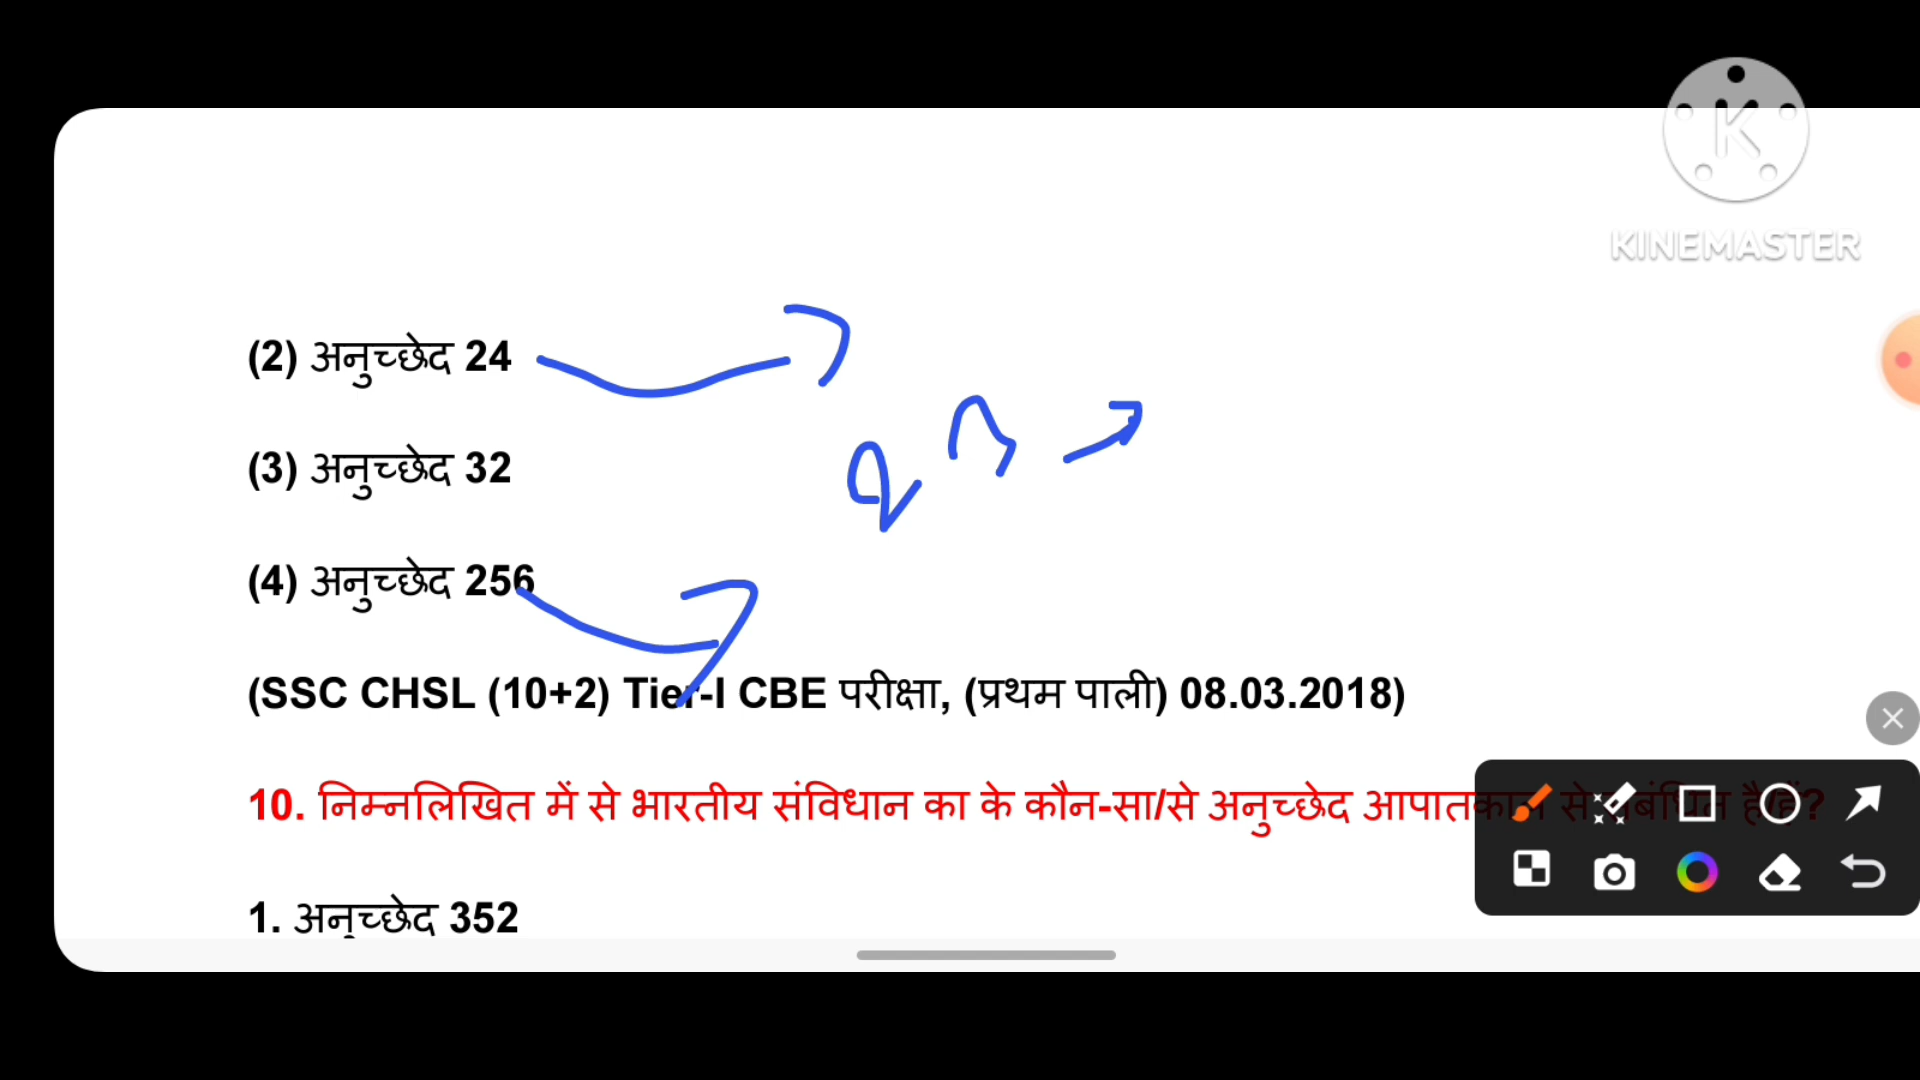 KINEMASTER
(2) अनुच्छेद 24
(3) अनुच्छेद 32
(4) अनुच्छेद 256
(SSC CHSL (10+2) Tier-I CBE परीक्षा, (प्रथम पाली) 08.03.2018)
10. निम्नलिखित में से भारतीय संविधान का के कौन-सा/से अनुच्छेद आपातकाल से संबंधित है/हैं?
1. अनुच्छेद 352